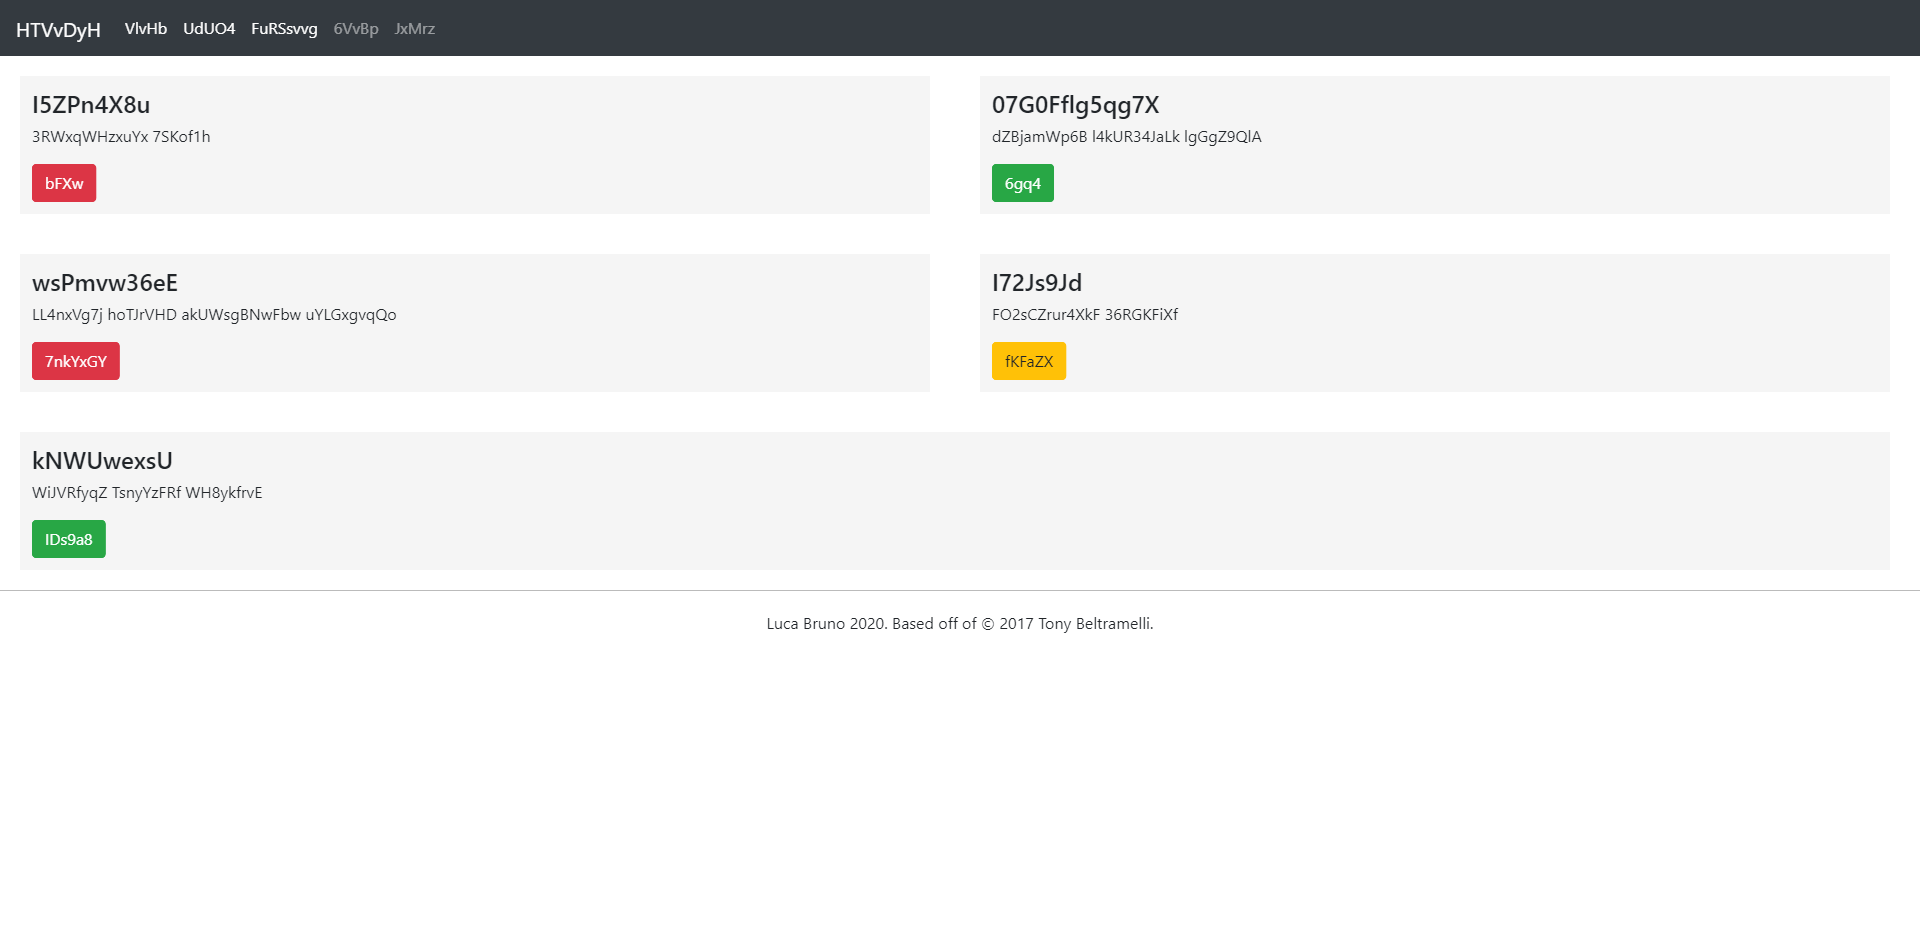 HTVvDyH VlvHb UdUO4 FuRSsvvg 6VvBp JxMrz
I5ZPn4X8u
3RWxqWHzxuYx 7SKof1h
bFXw
07G0Fflg5qg7X
dZBjamWp6B l4kUR34JaLk lgGgZ9QlA
6gq4
wsPmvw36eE
LL4nxVg7j hoTJrVHD akUWsgBNwFbw uYLGxgvqQo
7nkYxGY
I72Js9Jd
FO2sCZrur4XkF 36RGKFiXf
fKFaZX
kNWUwexsU
WiJVRfyqZ TsnyYzFRf WH8ykfrvE
IDs9a8
Luca Bruno 2020. Based off of © 2017 Tony Beltramelli.